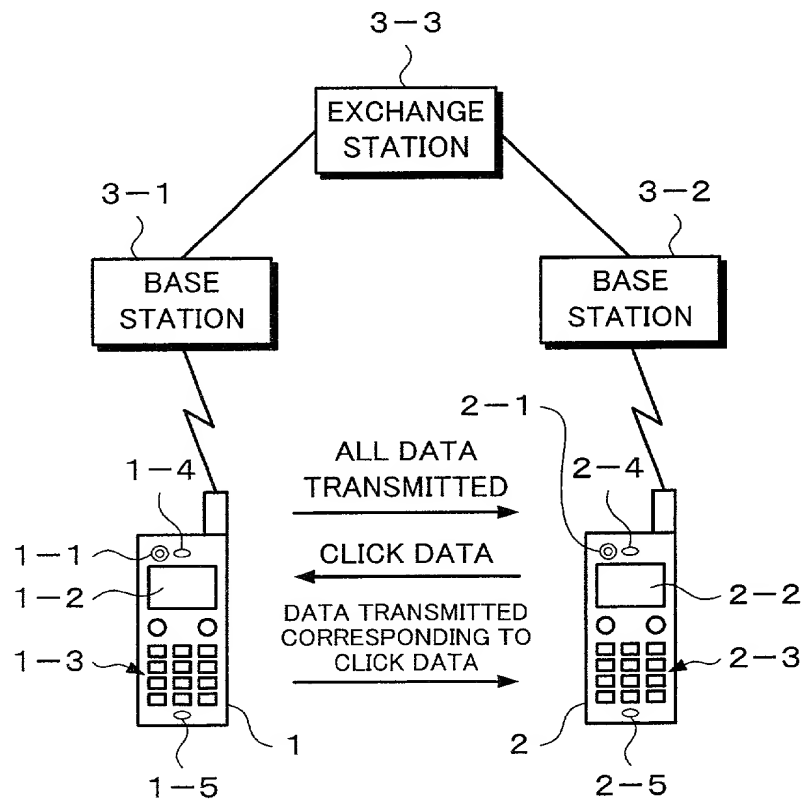 3-3
EXCHANGE
STATION
3-1
3-2
BASE
STATION
BASE
STATION
2-1
ALL DATA
TRANSMITTED
1-4
2-4
1-1
CLICK DATA
1-2
2-2
DATA TRANSMITTED
CORRESPONDING TO
CLICK DATA
1-3
2-3
1
2
1-5
2-5